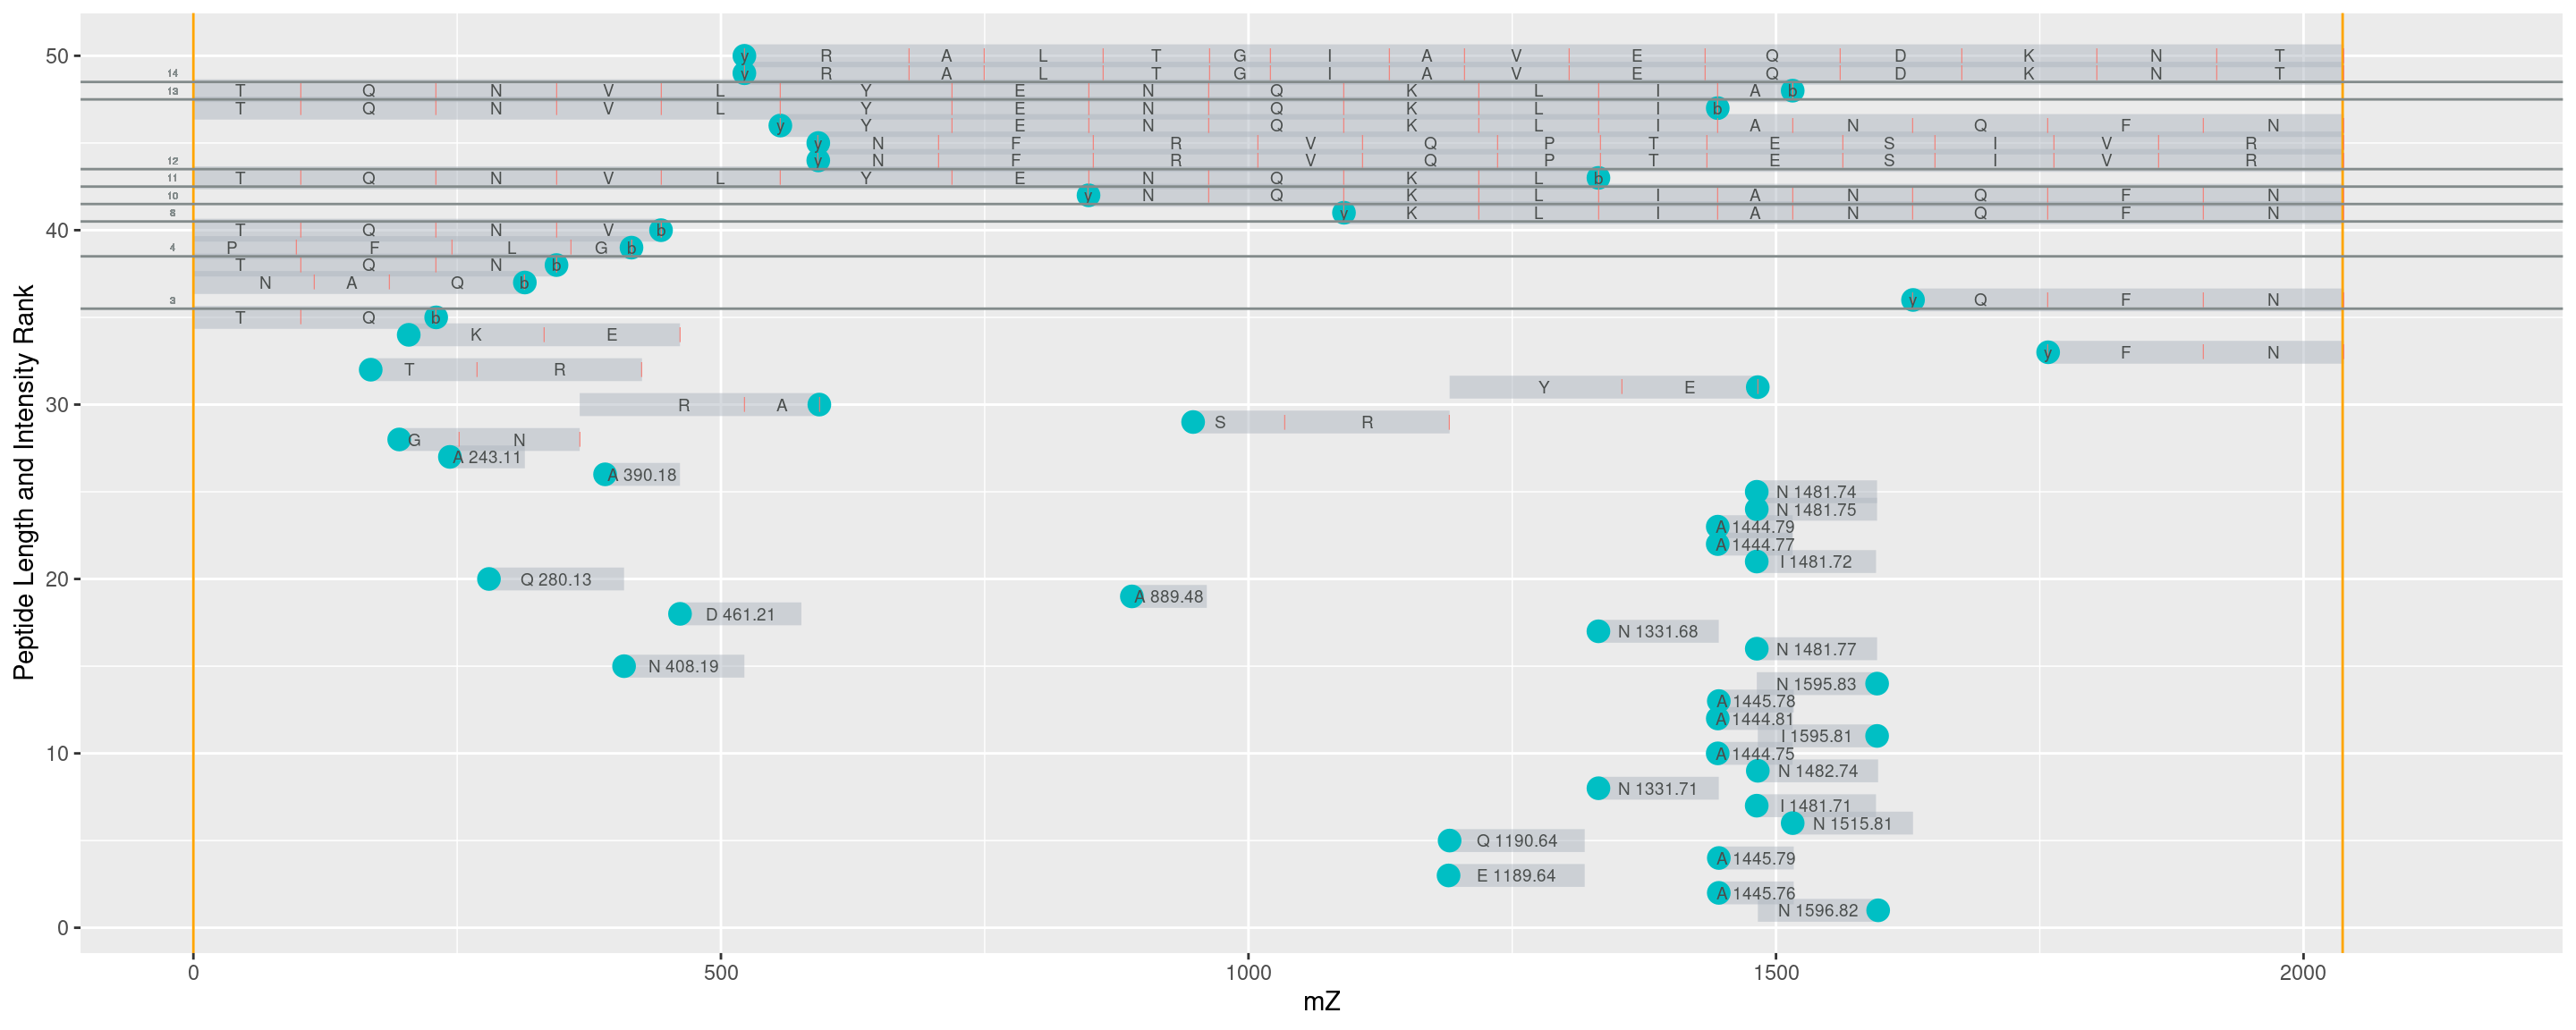 50
y R A L T G I A V E Q D K N T
14
y R A L T G I A V E Q D K N T
13
T Q N V L Y E N Q K L I A b
T Q N V L Y E N Q K L I b
y Y E N Q K L I A N Q F N
y N F R V Q P T E S I V R
12
y N F R V Q P T E S I V R
11
T Q N V L Y E N Q K L b
10
y N Q K L I A N Q F N
y K L I A N Q F N
40
T Q N V b
4
P F L G b
T Q N b
N A Q b
3
y Q F N
T Q b
K E
y F N
T R
Y E
30
R A
S R
G N
A 243.11
A 390.18
N 1481.74
N 1481.75
A 1444.79
A 1444.77
I 1481.72
20
Q 280.13
A 889.48
D 461.21
N 1331.68
N 1481.77
N 408.19
N 1595.83
A 1445.78
A 1444.81
I 1595.81
10
A 1444.75
N 1482.74
N 1331.71
I 1481.71
N 1515.81
Q 1190.64
A 1445.79
E 1189.64
A 1445.76
N 1596.82
0
0 500 1000 1500 2000
mZ
Peptide Length and Intensity Rank